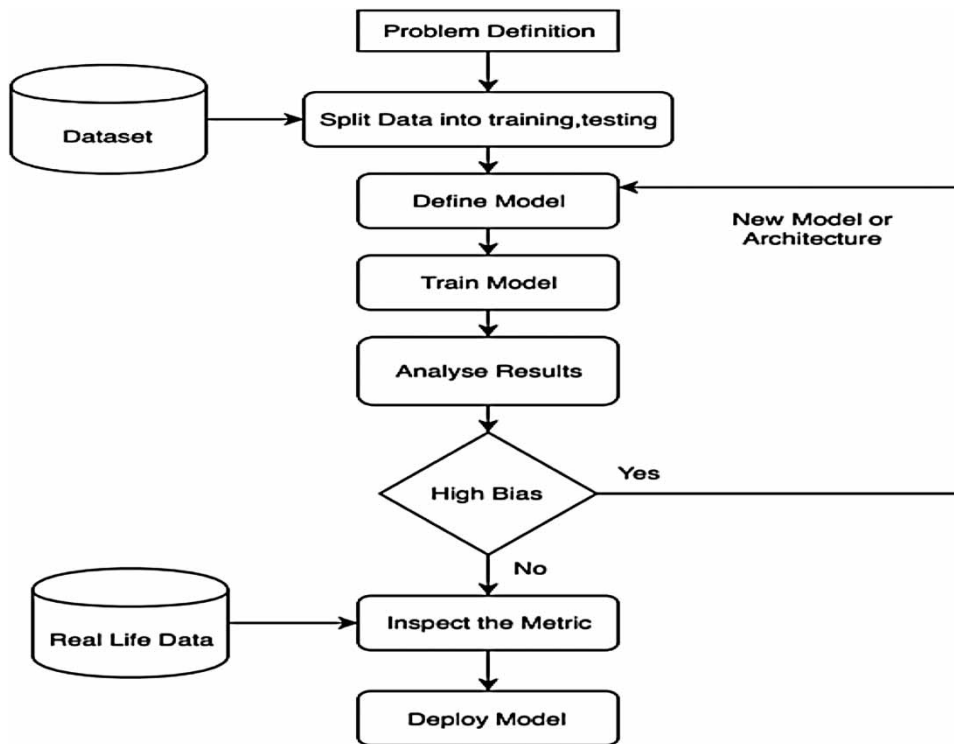 Problem Definition
Dataset
Split Data into training,testing
Define Model
New Model or
Architecture
Train Model
Analyse Results
High Bias
Yes
No
Real Life Data
Inspect the Metric
Deploy Model